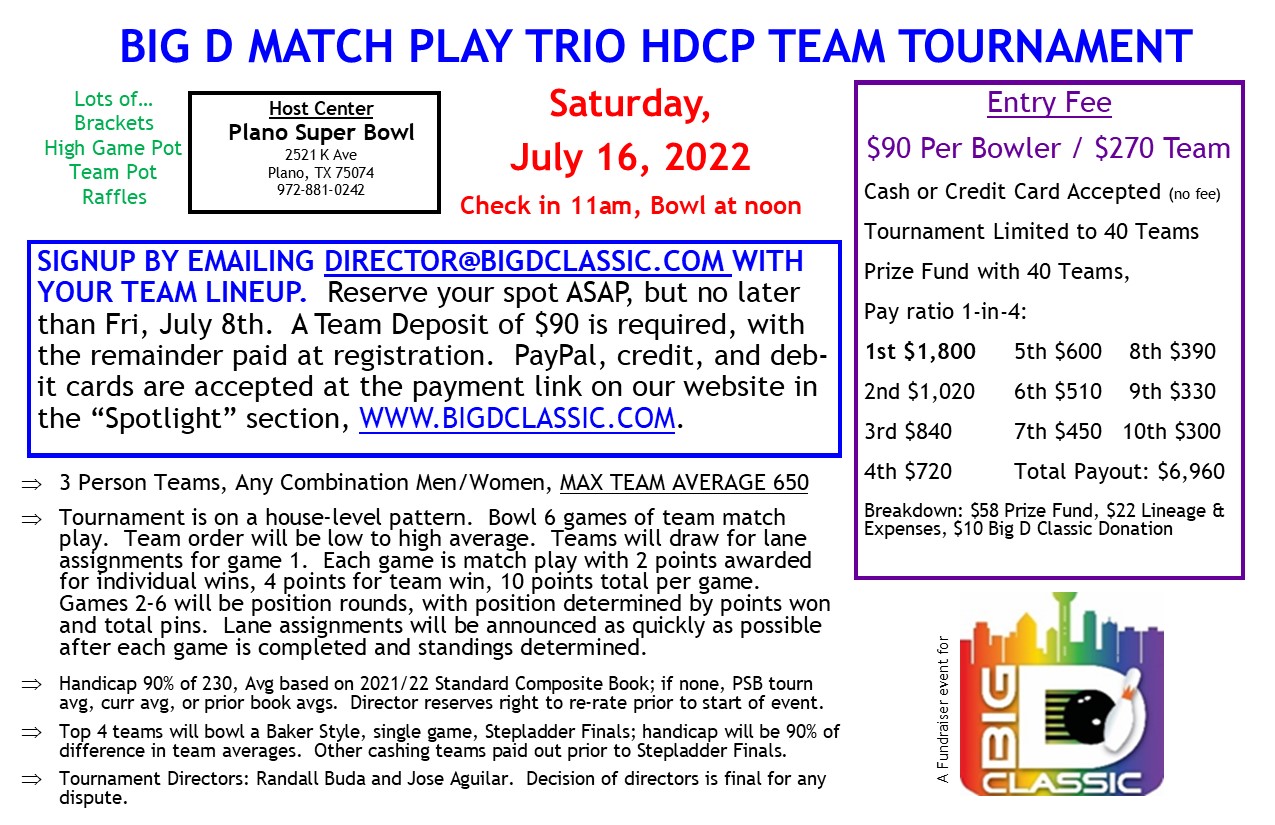 BIG D MATCH PLAY TRIO HDCP TEAM TOURNAMENT
Lots of…
Brackets
High Game Pot
Team Pot
Raffles
Host Center
Plano Super Bowl
2521 K Ave
Plano, TX 75074
972-881-0242
Saturday,
July 16, 2022
Check in 11am, Bowl at noon
SIGNUP BY EMAILING DIRECTOR@BIGDCLASSIC.COM WITH
YOUR TEAM LINEUP.  Reserve your spot ASAP, but no later
than Fri, July 8th.  A Team Deposit of $90 is required, with
the remainder paid at registration.  PayPal, credit, and deb-
it cards are accepted at the payment link on our website in
the “Spotlight” section, WWW.BIGDCLASSIC.COM.
⇒ 3 Person Teams, Any Combination Men/Women, MAX TEAM AVERAGE 650
⇒ Tournament is on a house-level pattern.  Bowl 6 games of team match
play.  Team order will be low to high average.  Teams will draw for lane
assignments for game 1.  Each game is match play with 2 points awarded
for individual wins, 4 points for team win, 10 points total per game.
Games 2-6 will be position rounds, with position determined by points won
and total pins.  Lane assignments will be announced as quickly as possible
after each game is completed and standings determined.
⇒ Handicap 90% of 230, Avg based on 2021/22 Standard Composite Book; if none, PSB tourn
avg, curr avg, or prior book avgs.  Director reserves right to re-rate prior to start of event.
⇒ Top 4 teams will bowl a Baker Style, single game, Stepladder Finals; handicap will be 90% of
difference in team averages.  Other cashing teams paid out prior to Stepladder Finals.
⇒ Tournament Directors: Randall Buda and Jose Aguilar.  Decision of directors is final for any
dispute.
Entry Fee
$90 Per Bowler / $270 Team
Cash or Credit Card Accepted (no fee)
Tournament Limited to 40 Teams
Prize Fund with 40 Teams,
Pay ratio 1-in-4:
1st $1,800 5th $600 8th $390
2nd $1,020 6th $510 9th $330
3rd $840 7th $450 10th $300
4th $720 Total Payout: $6,960
Breakdown: $58 Prize Fund, $22 Lineage &
Expenses, $10 Big D Classic Donation
A Fundraiser event for
BIG
D
CLASSIC